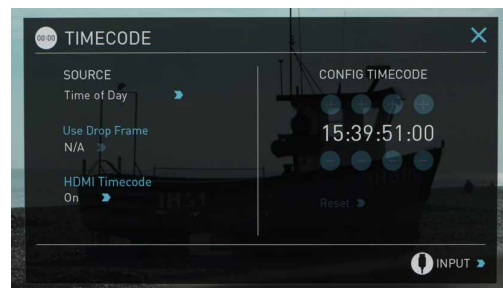 00:00 TIMECODE
SOURCE
Time of Day
Use Drop Frame
N/A
HDMI Timecode
On
CONFIG TIMECODE
15:39:51:00
Reset
INPUT